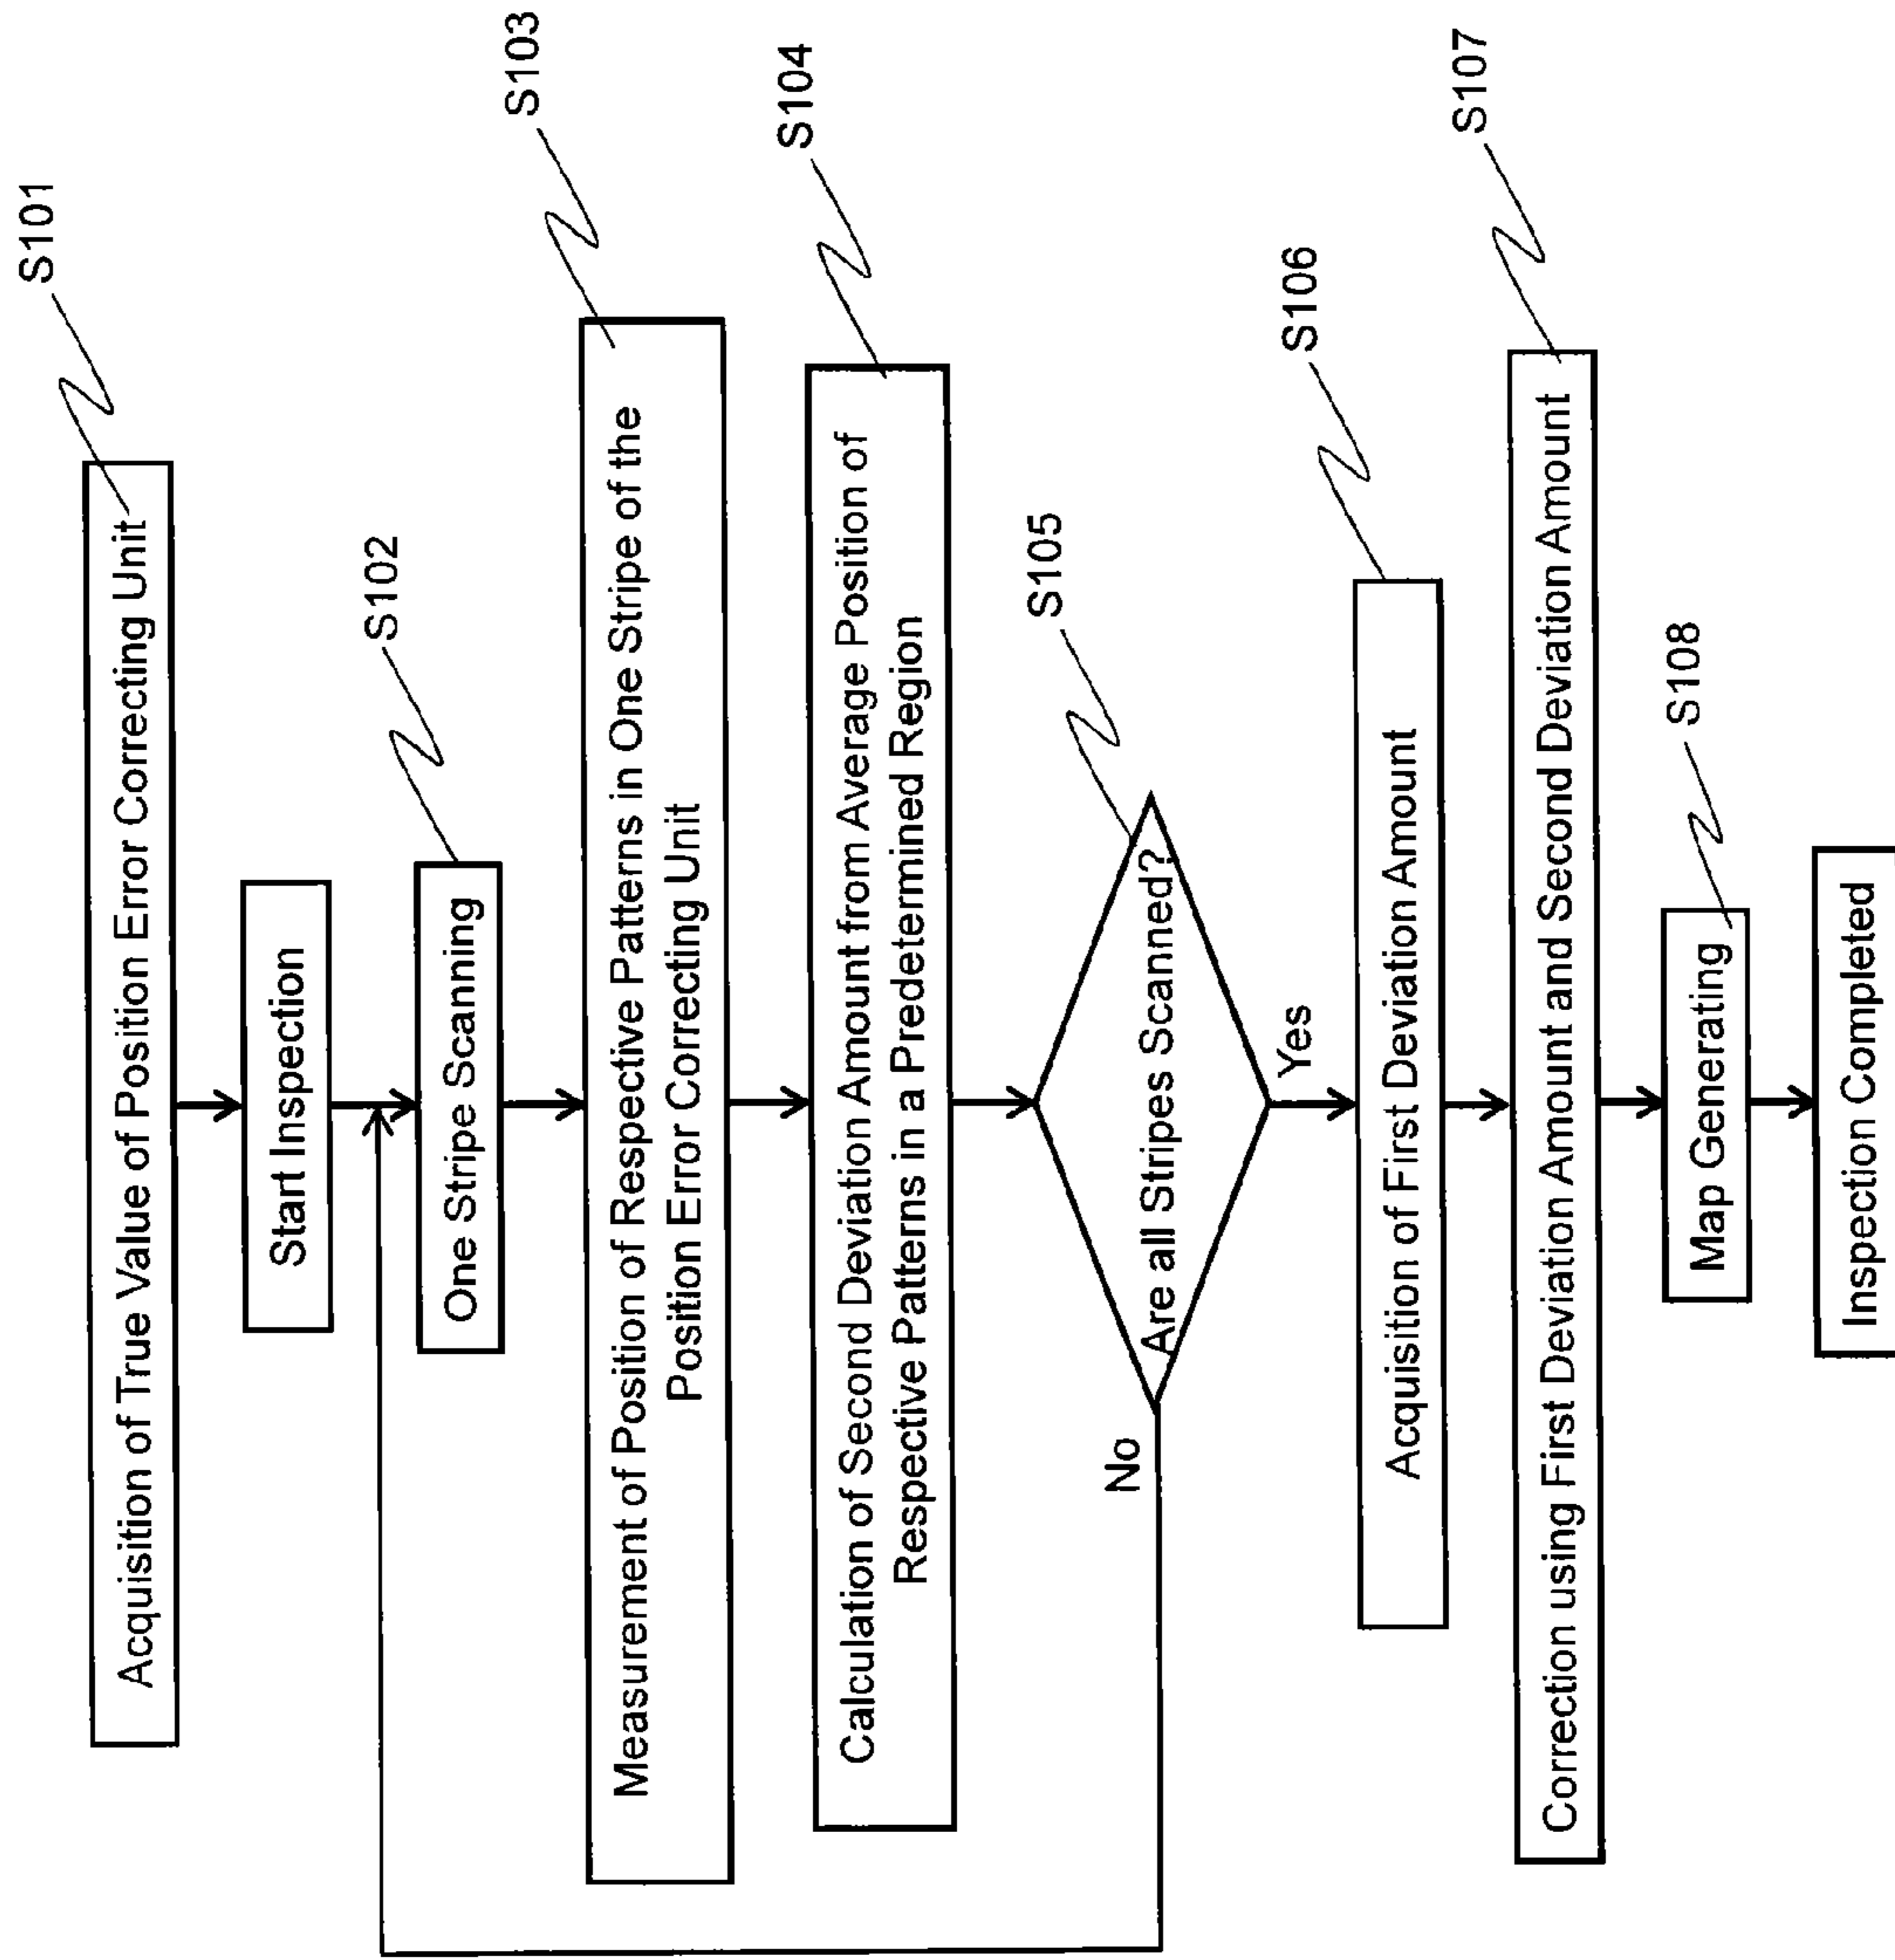 Acquisition of True Value of Position Error Correcting Unit
S101
Start Inspection
One Stripe Scanning
S102
Measurement of Position of Respective Patterns in One Stripe of the
Position Error Correcting Unit
S103
Calculation of Second Deviation Amount from Average Position of
Respective Patterns in a Predetermined Region
S104
Are all Stripes Scanned?
S105
No
Yes
Acquisition of First Deviation Amount
S106
Correction using First Deviation Amount and Second Deviation Amount
S107
Map Generating
S108
Inspection Completed